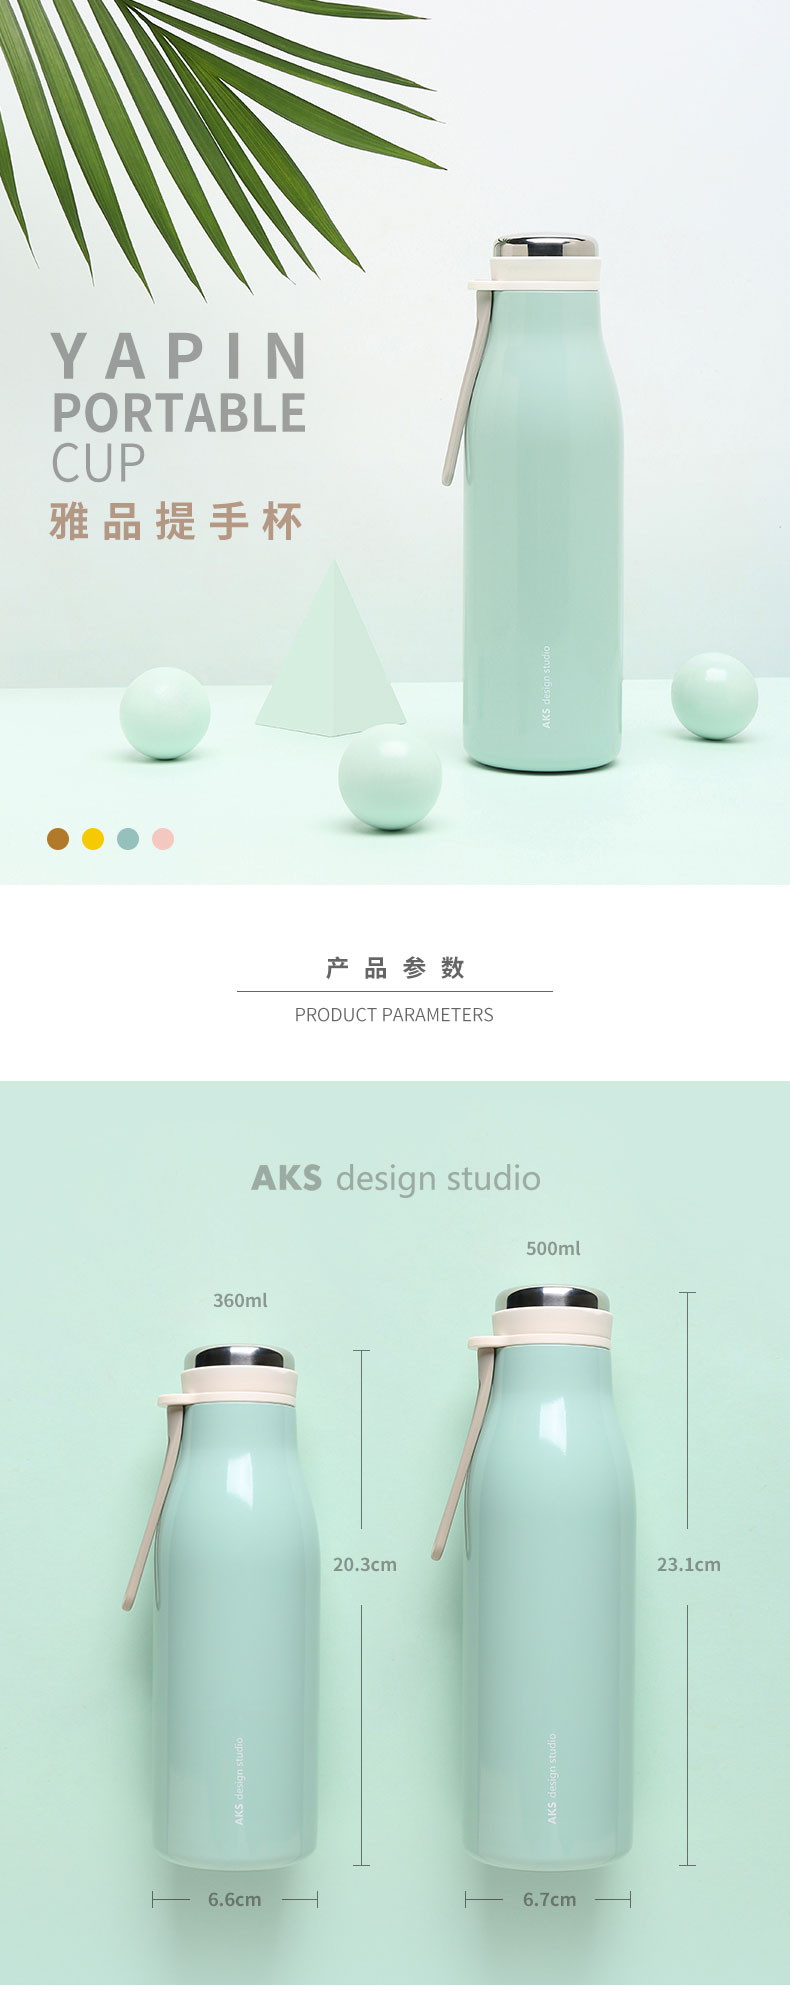 YAPIN
PORTABLE
CUP
雅品提手杯
AKS design studio
产品参数
PRODUCT PARAMETERS
AKS design studio
500ml
360ml
20.3cm
23.1cm
AKS design studio
AKS design studio
6.6cm
6.7cm